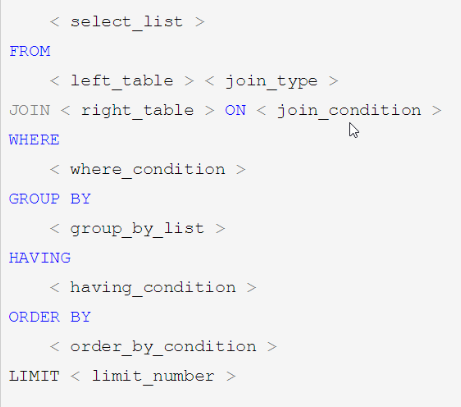 < select_list >
FROM
< left_table > < join_type >
JOIN < right_table > ON < join_condition >
WHERE
< where_condition >
GROUP BY
< group_by_list >
HAVING
< having_condition >
ORDER BY
< order_by_condition >
LIMIT < limit_number >